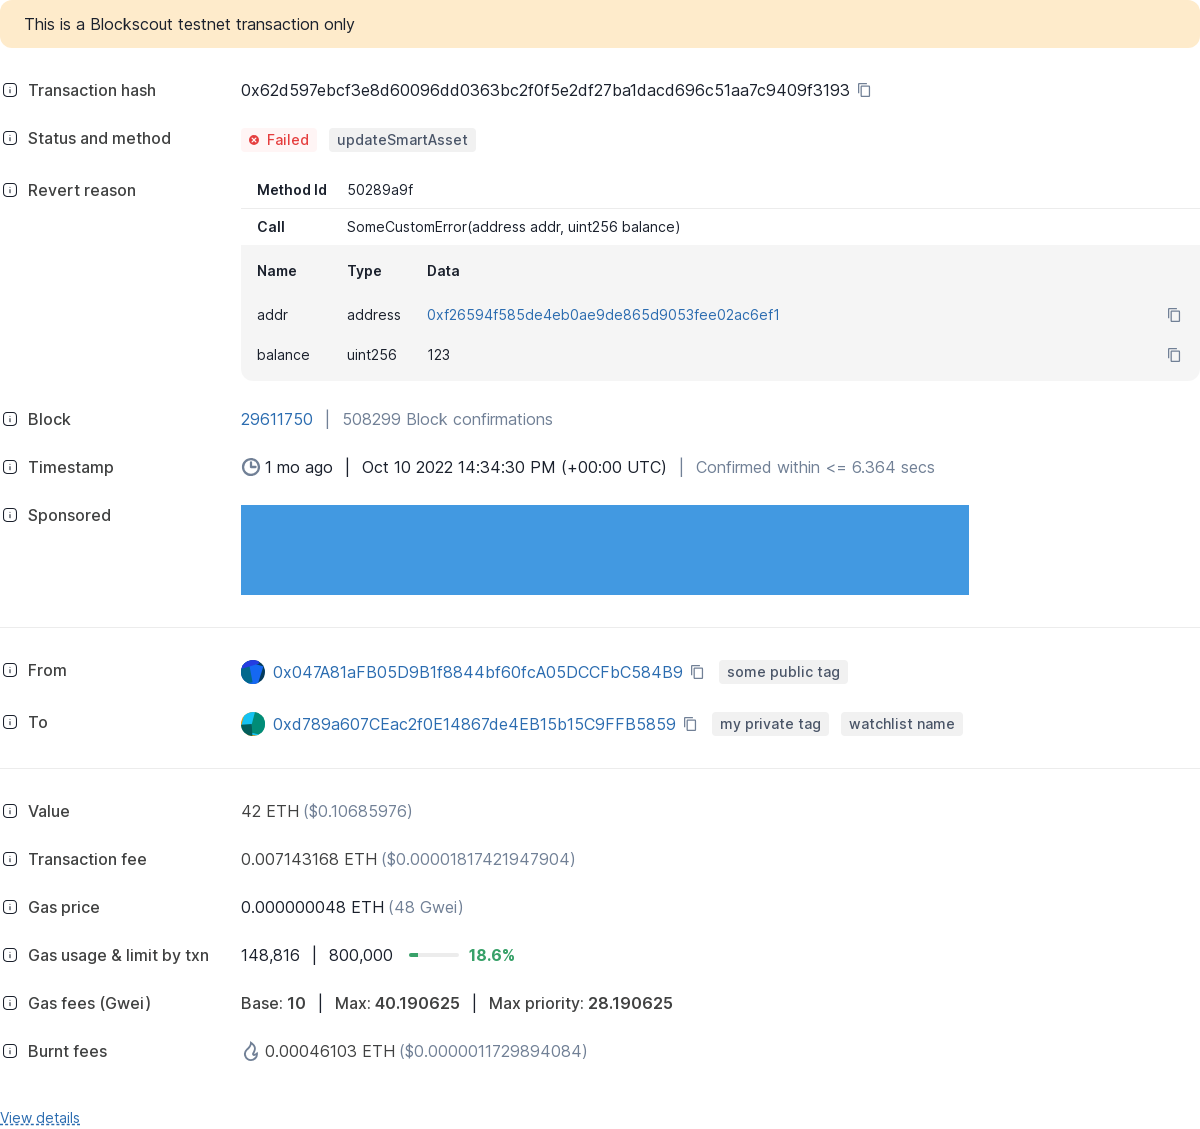 This is a Blockscout testnet transaction only
Transaction hash 0x62d597ebcf3e8d60096dd0363bc2f0f5e2df27ba1dacd696c51aa7c9409f3193
Status and method Failed updateSmartAsset
Revert reason Method Id 50289a9f
Call SomeCustomError(address addr, uint256 balance)
Name Type Data
addr address 0xf26594f585de4eb0ae9de865d9053fee02ac6ef1
balance uint256 123
Block 29611750 | 508299 Block confirmations
Timestamp 1 mo ago | Oct 10 2022 14:34:30 PM (+00:00 UTC) | Confirmed within <= 6.364 secs
Sponsored
From 0x047A81aFB05D9B1f8844bf60fcA05DCCFbC584B9 some public tag
To 0xd789a607CEac2f0E14867de4EB15b15C9FFB5859 my private tag watchlist name
Value 42 ETH ($0.10685976)
Transaction fee 0.007143168 ETH ($0.00001817421947904)
Gas price 0.000000048 ETH (48 Gwei)
Gas usage & limit by txn 148,816 | 800,000 18.6%
Gas fees (Gwei) Base: 10 | Max: 40.190625 | Max priority: 28.190625
Burnt fees 0.00046103 ETH ($0.0000011729894084)
View details